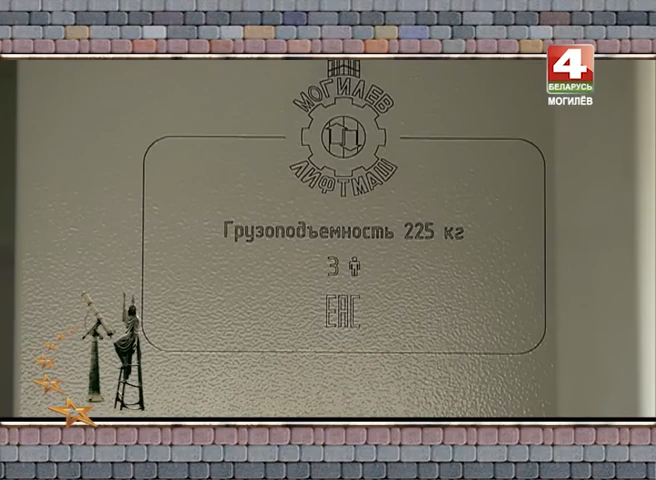 4
БЕЛАРУСЬ
МОГИЛЁВ
МОГИЛЕВ
ЛИФТМАШ
Грузоподъемность 225 кг
3
EAC